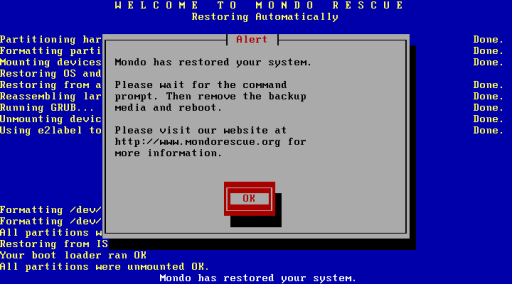 WELCOME TO MONDO RESCUE
Restoring Automatically
Partitioning har Done.
Formatting parti Done.
Mounting devices Done.
Restoring OS and Done.
Restoring from a Done.
Reassembling lar Done.
Running GRUB... Done.
Unmounting devic Done.
Using e2label to Done.
Alert
Mondo has restored your system.
Please wait for the command
prompt. Then remove the backup
media and reboot.
Please visit our website at
http://www.mondorescue.org for
more information.
OK
Formatting /dev/
Formatting /dev/
All partitions w
Restoring from IS
Your boot loader ran OK
All partitions were unmounted OK.
Mondo has restored your system.